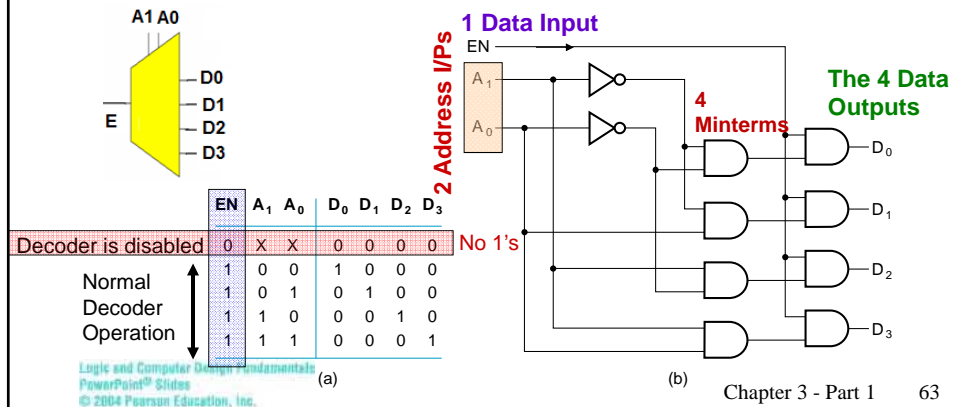 A1 A0
E
D0
D1
D2
D3
1 Data Input
2 Address I/Ps
EN
A1
A0
4
Minterms
The 4 Data
Outputs
D0
D1
D2
D3
EN A1 A0 D0 D1 D2 D3
Decoder is disabled 0 X X 0 0 0 0 No 1's
1 0 0 1 0 0 0
1 0 1 0 1 0 0
1 1 0 0 0 1 0
1 1 1 0 0 0 1
Normal
Decoder
Operation
(a)
(b)
Logic and Computer Design Fundamentals
PowerPoint® Slides
© 2004 Pearson Education, Inc.
Chapter 3 - Part 1 63